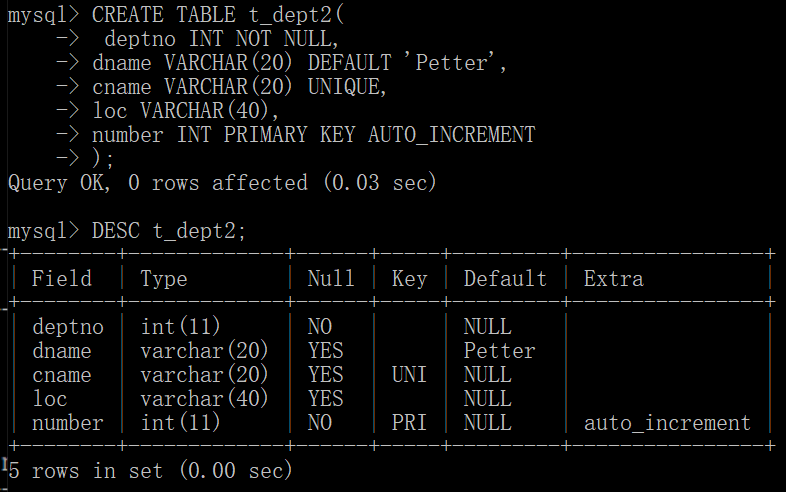 mysql> CREATE TABLE t_dept2(
    ->  deptno INT NOT NULL,
    -> dname VARCHAR(20) DEFAULT 'Petter',
    -> cname VARCHAR(20) UNIQUE,
    -> loc VARCHAR(40),
    -> number INT PRIMARY KEY AUTO_INCREMENT
    -> );
Query OK, 0 rows affected (0.03 sec)

mysql> DESC t_dept2;
+--------+-------------+------+-----+---------+----------------+
| Field  | Type        | Null | Key | Default | Extra          |
+--------+-------------+------+-----+---------+----------------+
| deptno | int(11)     | NO   |     | NULL    |                |
| dname  | varchar(20) | YES  |     | Petter  |                |
| cname  | varchar(20) | YES  | UNI | NULL    |                |
| loc    | varchar(40) | YES  |     | NULL    |                |
| number | int(11)     | NO   | PRI | NULL    | auto_increment |
+--------+-------------+------+-----+---------+----------------+
5 rows in set (0.00 sec)